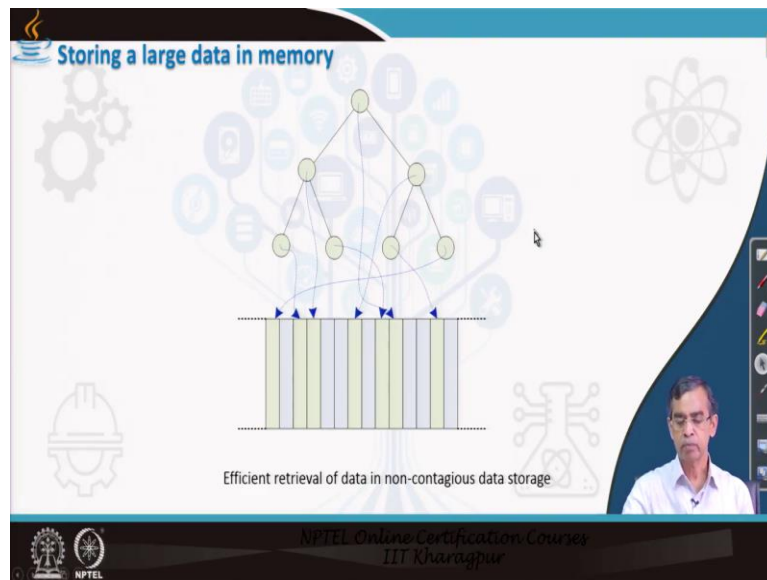 Storing a large data in memory
Efficient retrieval of data in non-contagious data storage
NPTEL Online Certification Courses
IIT Kharagpur
NPTEL